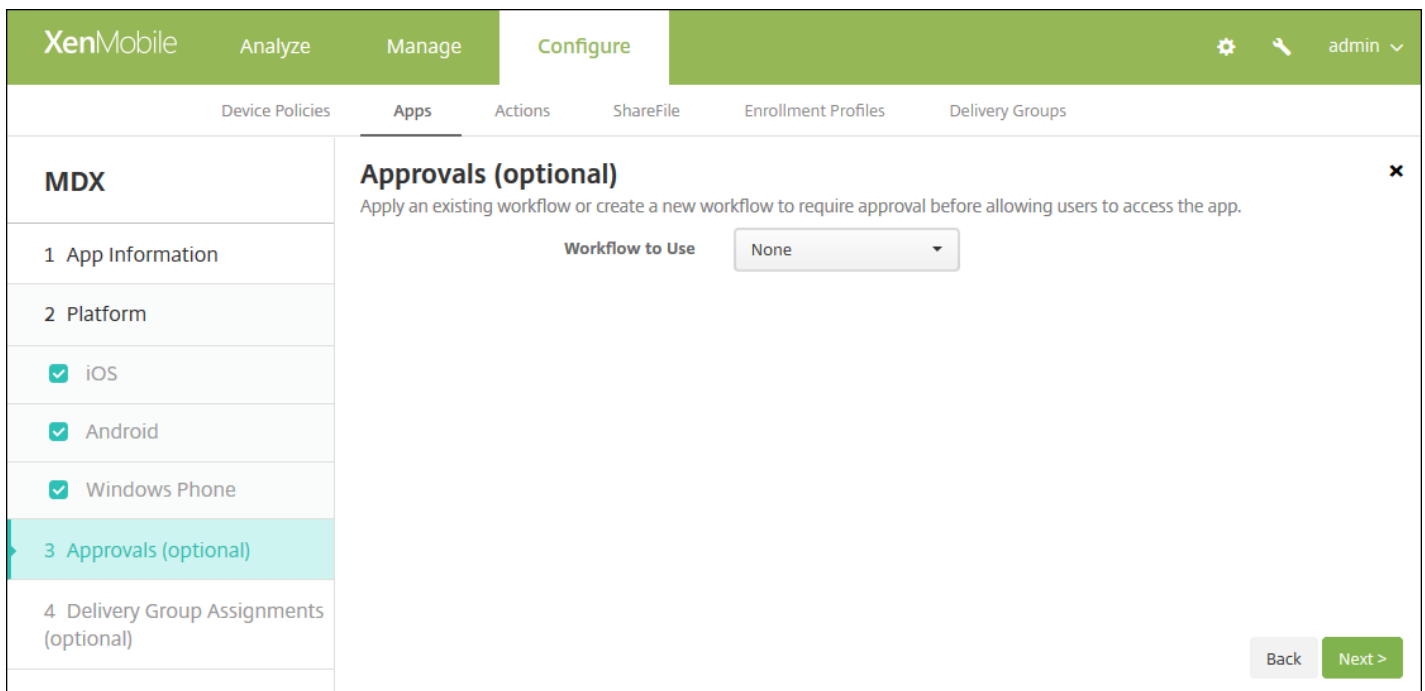 XenMobile Analyze Manage Configure admin
Device Policies Apps Actions ShareFile Enrollment Profiles Delivery Groups
MDX
1 App Information
2 Platform
iOS
Android
Windows Phone
3 Approvals (optional)
4 Delivery Group Assignments
(optional)
Approvals (optional)
Apply an existing workflow or create a new workflow to require approval before allowing users to access the app.
Workflow to Use None
Back Next >